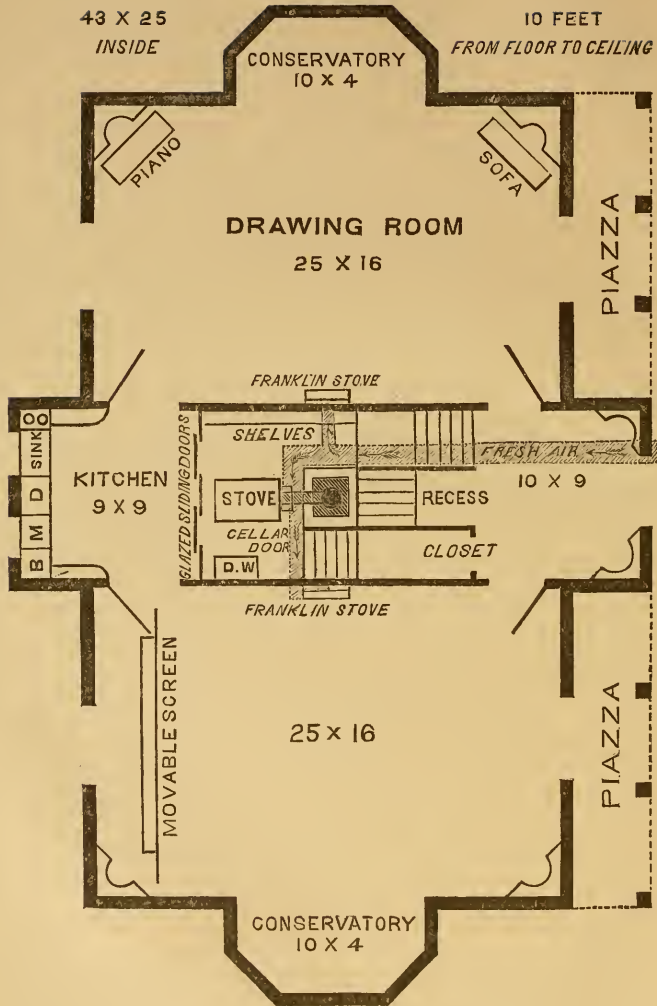 43 X 25
INSIDE
10 FEET
FROM FLOOR TO CEILING
CONSERVATORY
10 X 4
PIANO
SOFA
DRAWING ROOM
25 X 16
PIAZZA
FRANKLIN STOVE
OO
SINK
D
M
B
KITCHEN
9 X 9
GLAZED SLIDING DOORS
SHELVES
FRESH AIR
10 X 9
STOVE
RECESS
CELLAR
DOOR
CLOSET
D.W
FRANKLIN STOVE
MOVABLE SCREEN
25 X 16
PIAZZA
CONSERVATORY
10 X 4